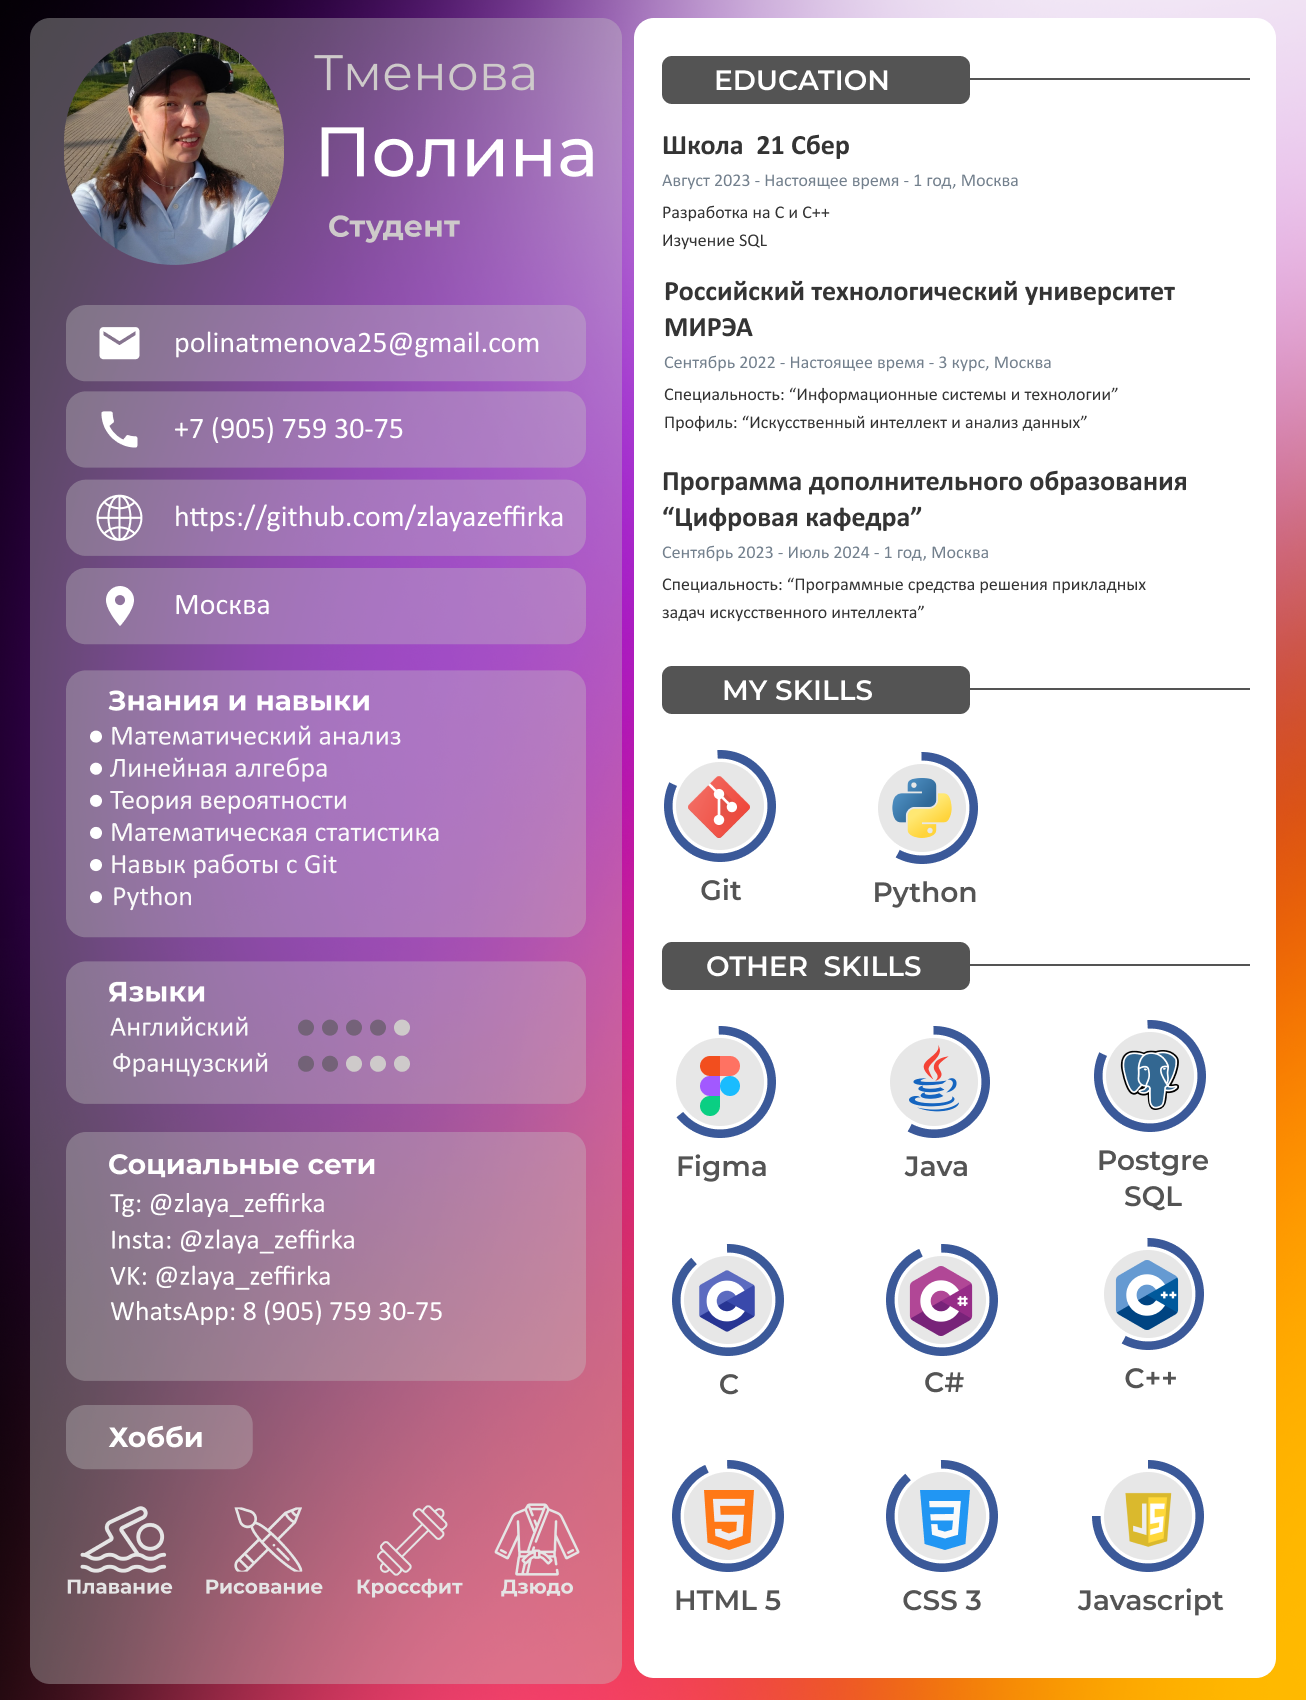 Тменова
Полина
Студент
polinatmenova25@gmail.com
+7 (905) 759 30-75
https://github.com/zlayazeffirka
Москва
Знания и навыки
● Математический анализ
● Линейная алгебра
● Теория вероятности
● Математическая статистика
● Навык работы с Git
● Python
Языки
Английский
Французский
Социальные сети
Tg: @zlaya_zeffirka
Insta: @zlaya_zeffirka
VK: @zlaya_zeffirka
WhatsApp: 8 (905) 759 30-75
Хобби
Плавание Рисование Кроссфит Дзюдо
EDUCATION
Школа 21 Сбер
Август 2023 - Настоящее время - 1 год, Москва
Разработка на С и С++
Изучение SQL
Российский технологический университет
МИРЭА
Сентябрь 2022 - Настоящее время - 3 курс, Москва
Специальность: “Информационные системы и технологии”
Профиль: “Искусственный интеллект и анализ данных”
Программа дополнительного образования
“Цифровая кафедра”
Сентябрь 2023 - Июль 2024 - 1 год, Москва
Специальность: “Программные средства решения прикладных
задач искусственного интеллекта”
MY SKILLS
Git Python
OTHER SKILLS
Figma Java Postgre
SQL
C C# C++
C C# C++
5 3 JS
HTML 5 CSS 3 Javascript